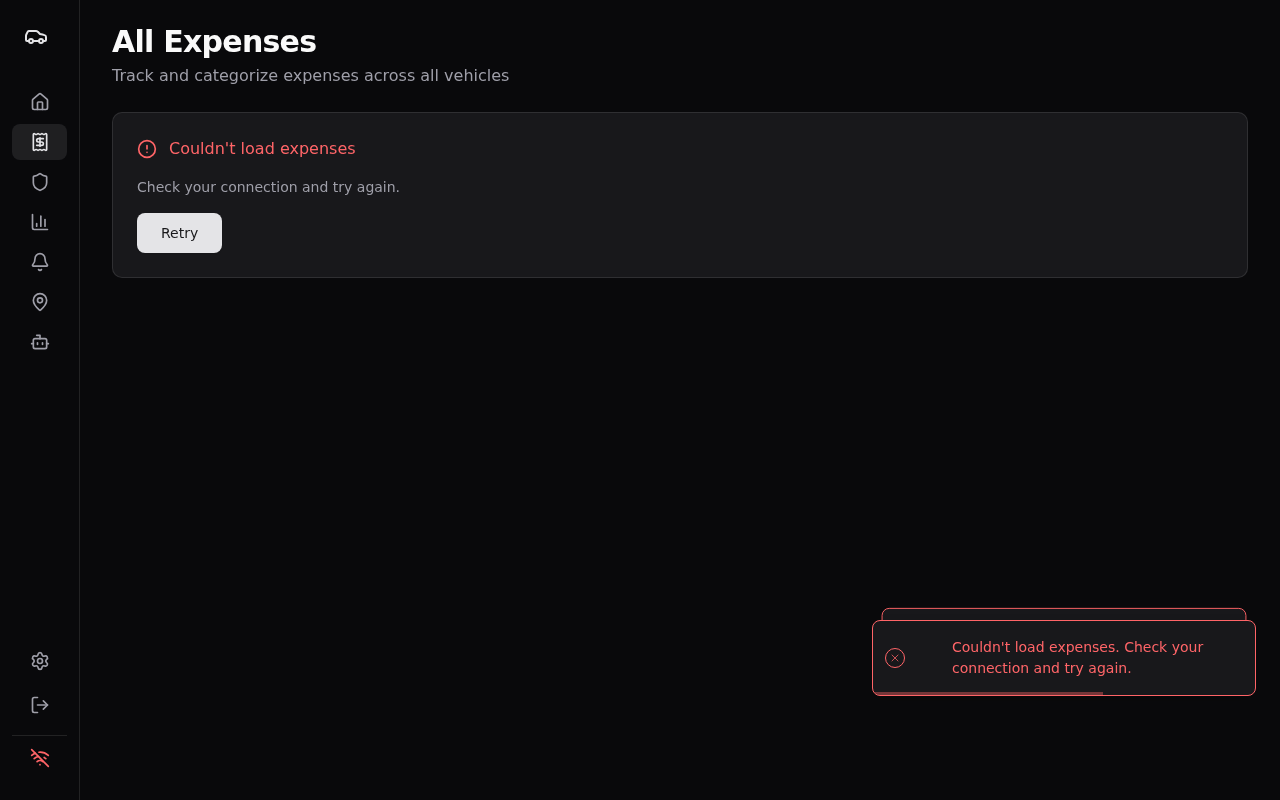 All Expenses
Track and categorize expenses across all vehicles
Couldn't load expenses
Check your connection and try again.
Retry
Couldn't load expenses. Check your
connection and try again.